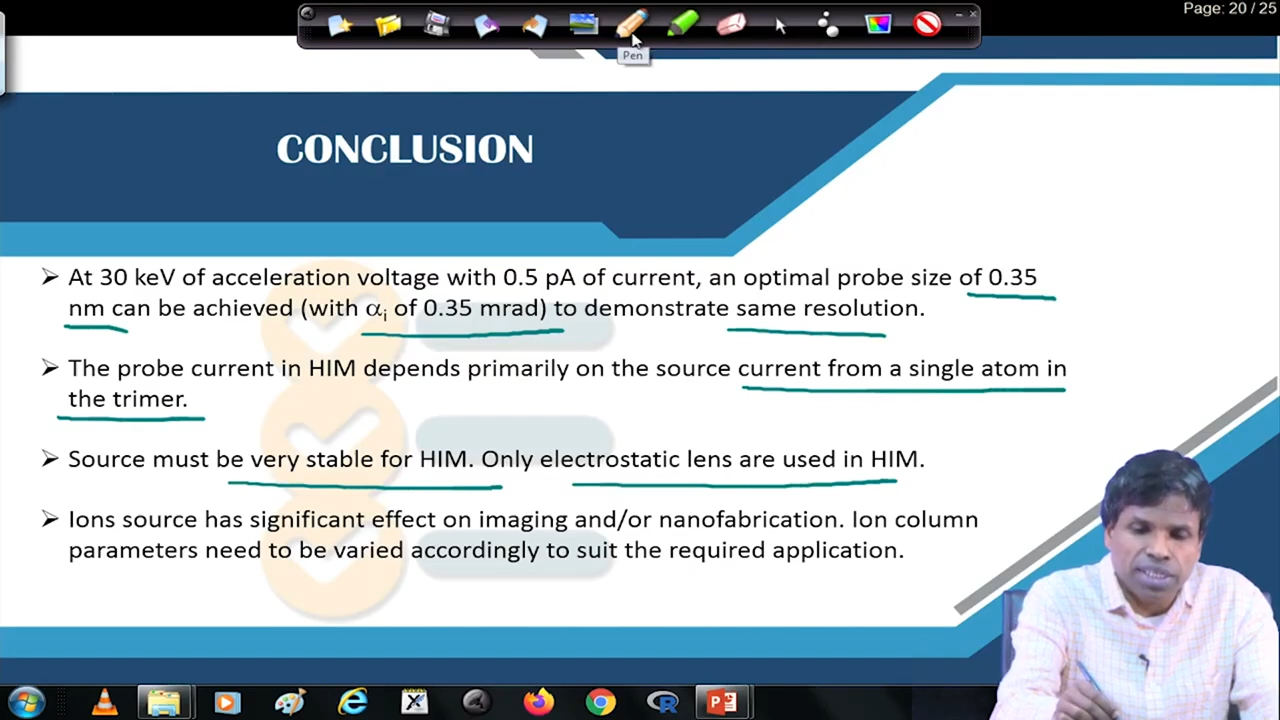 Page: 20 / 25
Pen
CONCLUSION
➢ At 30 keV of acceleration voltage with 0.5 pA of current, an optimal probe size of 0.35
nm can be achieved (with αi of 0.35 mrad) to demonstrate same resolution.
➢ The probe current in HIM depends primarily on the source current from a single atom in
the trimer.
➢ Source must be very stable for HIM. Only electrostatic lens are used in HIM.
➢ Ions source has significant effect on imaging and/or nanofabrication. Ion column
parameters need to be varied accordingly to suit the required application.